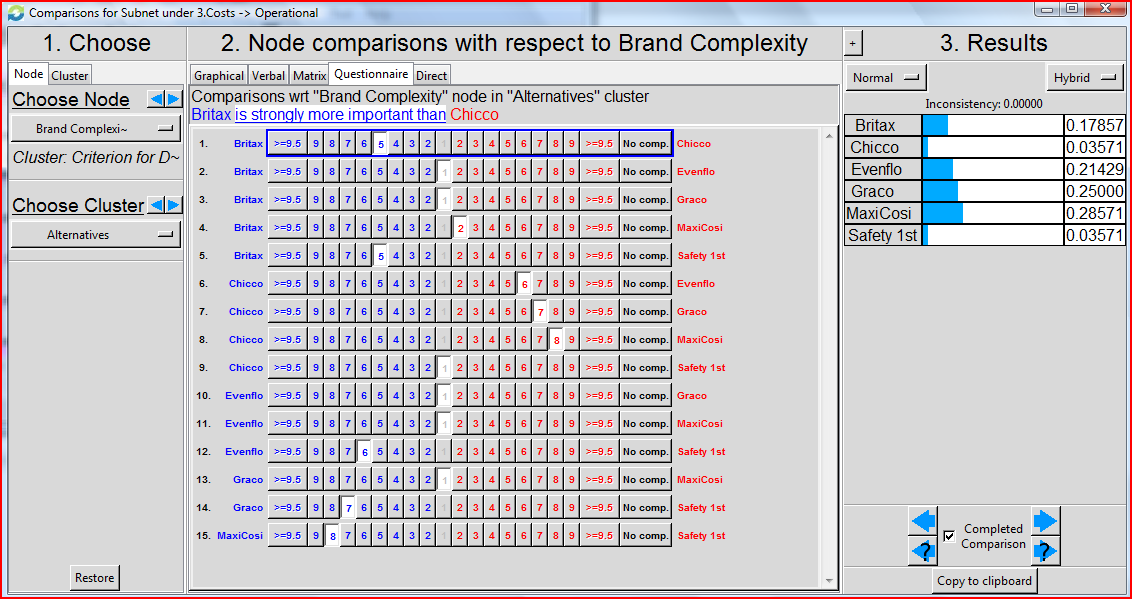 Comparisons for Subnet under 3.Costs -> Operational
1. Choose
2. Node comparisons with respect to Brand Complexity
+
3. Results
Node Cluster
Graphical Verbal Matrix Questionnaire Direct
Normal Hybrid
Choose Node
Comparisons wrt "Brand Complexity" node in "Alternatives" cluster
Inconsistency: 0.00000
Britax is strongly more important than Chicco
Brand Complexi~
Cluster: Criterion for D~
Choose Cluster
Alternatives
1. Britax >=9.5 9 8 7 6 5 4 3 2 1 2 3 4 5 6 7 8 9 >=9.5 No comp. Chicco
2. Britax >=9.5 9 8 7 6 5 4 3 2 1 2 3 4 5 6 7 8 9 >=9.5 No comp. Evenflo
3. Britax >=9.5 9 8 7 6 5 4 3 2 1 2 3 4 5 6 7 8 9 >=9.5 No comp. Graco
4. Britax >=9.5 9 8 7 6 5 4 3 2 1 2 3 4 5 6 7 8 9 >=9.5 No comp. MaxiCosi
5. Britax >=9.5 9 8 7 6 5 4 3 2 1 2 3 4 5 6 7 8 9 >=9.5 No comp. Safety 1st
6. Chicco >=9.5 9 8 7 6 5 4 3 2 1 2 3 4 5 6 7 8 9 >=9.5 No comp. Evenflo
7. Chicco >=9.5 9 8 7 6 5 4 3 2 1 2 3 4 5 6 7 8 9 >=9.5 No comp. Graco
8. Chicco >=9.5 9 8 7 6 5 4 3 2 1 2 3 4 5 6 7 8 9 >=9.5 No comp. MaxiCosi
9. Chicco >=9.5 9 8 7 6 5 4 3 2 1 2 3 4 5 6 7 8 9 >=9.5 No comp. Safety 1st
10. Evenflo >=9.5 9 8 7 6 5 4 3 2 1 2 3 4 5 6 7 8 9 >=9.5 No comp. Graco
11. Evenflo >=9.5 9 8 7 6 5 4 3 2 1 2 3 4 5 6 7 8 9 >=9.5 No comp. MaxiCosi
12. Evenflo >=9.5 9 8 7 6 5 4 3 2 1 2 3 4 5 6 7 8 9 >=9.5 No comp. Safety 1st
13. Graco >=9.5 9 8 7 6 5 4 3 2 1 2 3 4 5 6 7 8 9 >=9.5 No comp. MaxiCosi
14. Graco >=9.5 9 8 7 6 5 4 3 2 1 2 3 4 5 6 7 8 9 >=9.5 No comp. Safety 1st
15. MaxiCosi >=9.5 9 8 7 6 5 4 3 2 1 2 3 4 5 6 7 8 9 >=9.5 No comp. Safety 1st
Britax 0.17857
Chicco 0.03571
Evenflo 0.21429
Graco 0.25000
MaxiCosi 0.28571
Safety 1st 0.03571
Completed
Comparison
? ?
Restore
Copy to clipboard